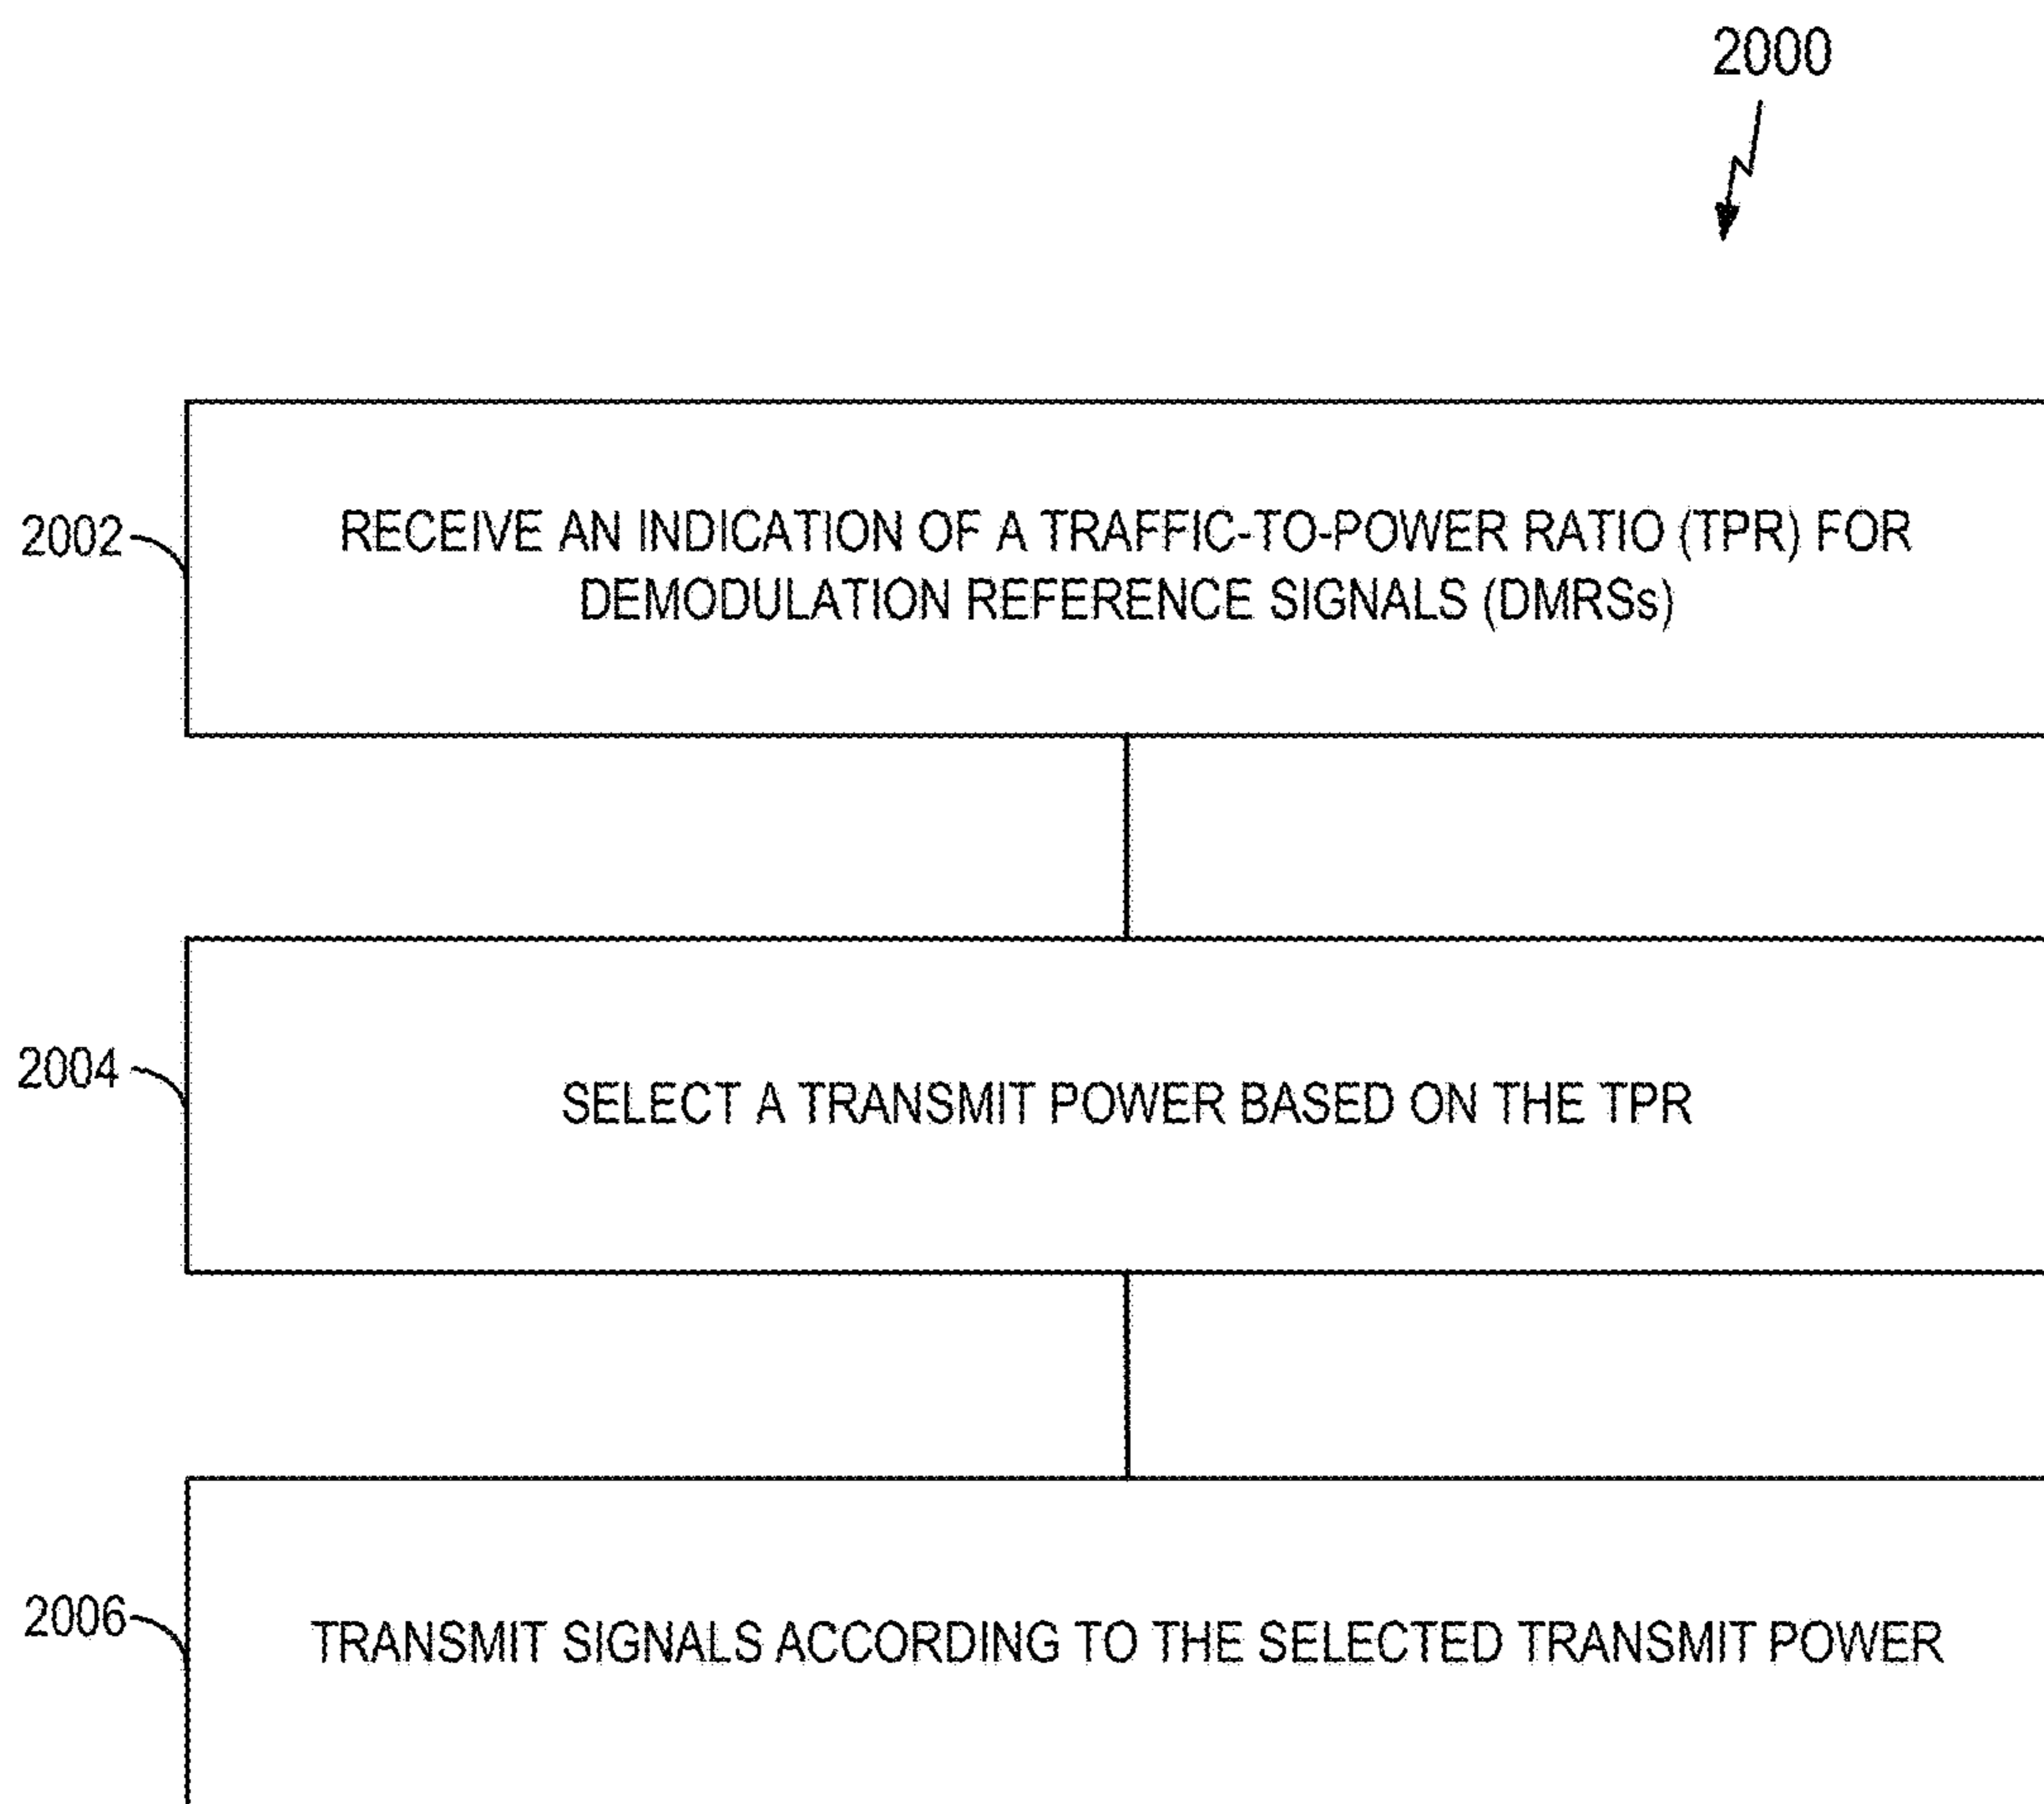 2000
2002
RECEIVE AN INDICATION OF A TRAFFIC-TO-POWER RATIO (TPR) FOR
DEMODULATION REFERENCE SIGNALS (DMRSs)
2004
SELECT A TRANSMIT POWER BASED ON THE TPR
2006
TRANSMIT SIGNALS ACCORDING TO THE SELECTED TRANSMIT POWER